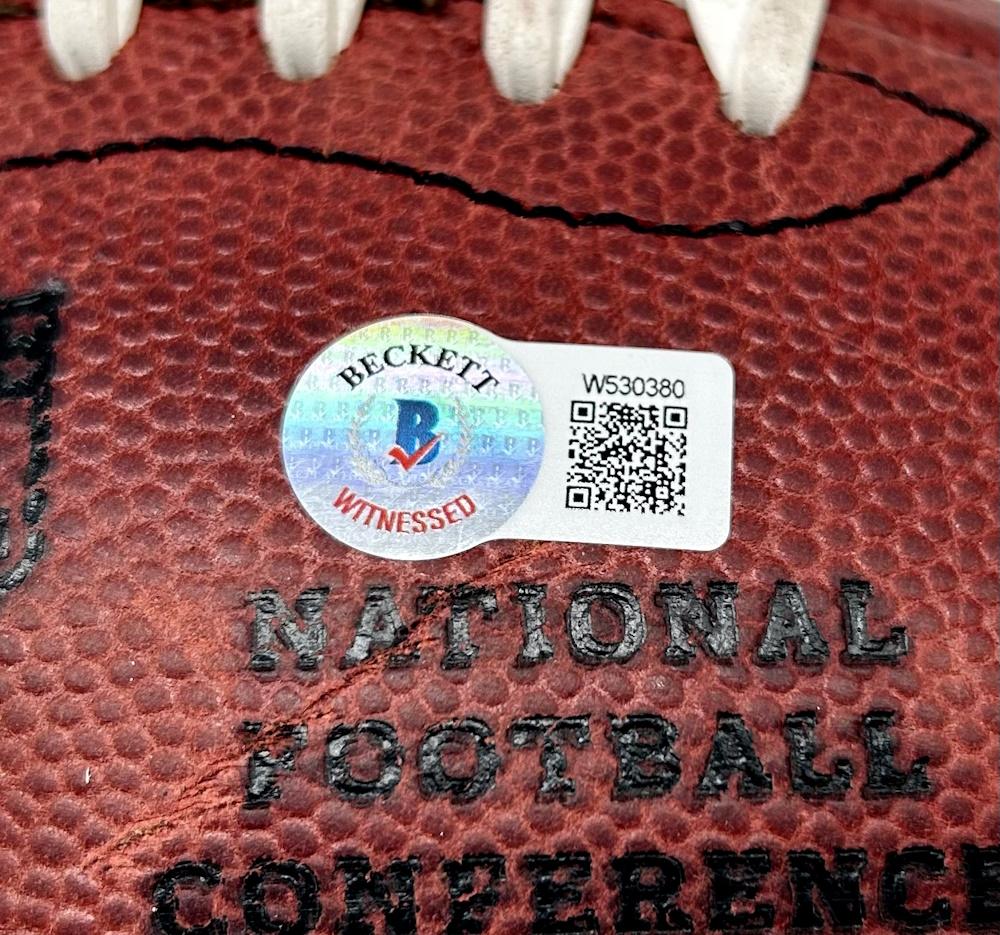 BECKETT
B
WITNESSED
W530380
NATIONAL
FOOTBALL
CONFERENCE